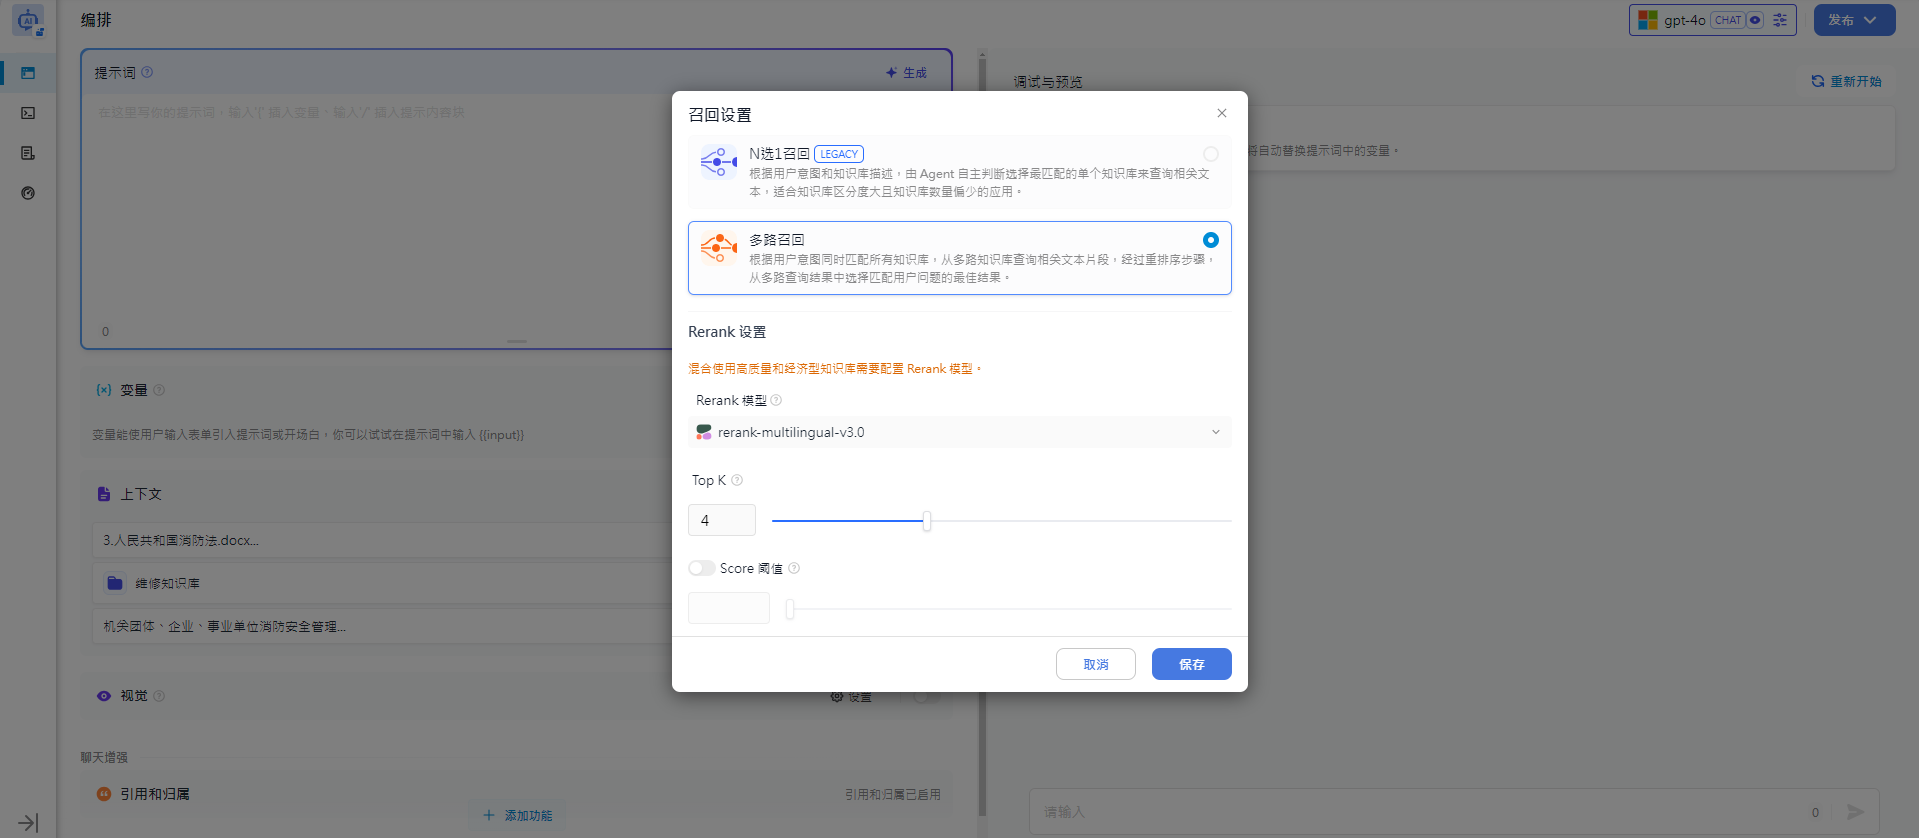 编排
gpt-4o CHAT
发布
提示词
生成
在这里写你的提示词，输入'{' 插入变量、输入'/' 插入提示内容块
0
变量
变量能使用户输入表单引入提示词或开场白，你可以试试在提示词中输入 {{input}}
上下文
3.人民共和国消防法.docx...
维修知识库
机关团体、企业、事业单位消防安全管理...
视觉
设置
聊天增强
引用和归属
引用和归属已启用
添加功能
召回设置
N选1召回 LEGACY
根据用户意图和知识库描述，由 Agent 自主判断选择最匹配的单个知识库来查询相关文
本，适合知识库区分度大且知识库数量偏少的应用。
多路召回
根据用户意图同时匹配所有知识库，从多路知识库查询相关文本片段，经过重排序步骤，
从多路查询结果中选择匹配用户问题的最佳结果。
Rerank 设置
混合使用高质量和经济型知识库需要配置 Rerank 模型。
Rerank 模型
rerank-multilingual-v3.0
Top K
4
Score 阈值
取消
保存
调试与预览
重新开始
将自动替换提示词中的变量。
请输入
0